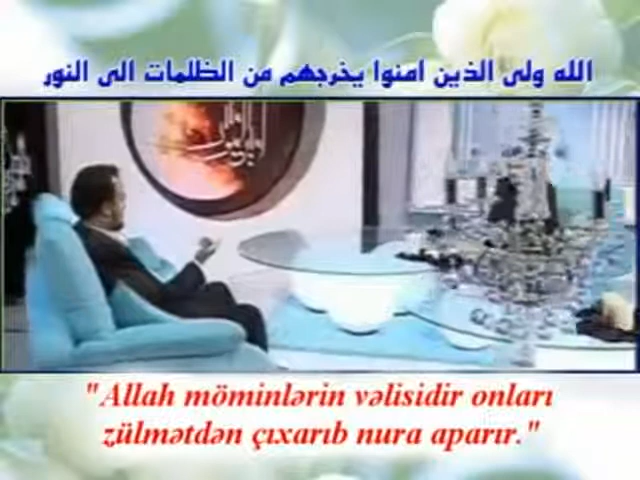 الله ولى الذين امنوا يخرجهم من الظلمات الى النور
"Allah möminlərin vəlisidir onları
zülmətdən çıxarıb nura aparır."